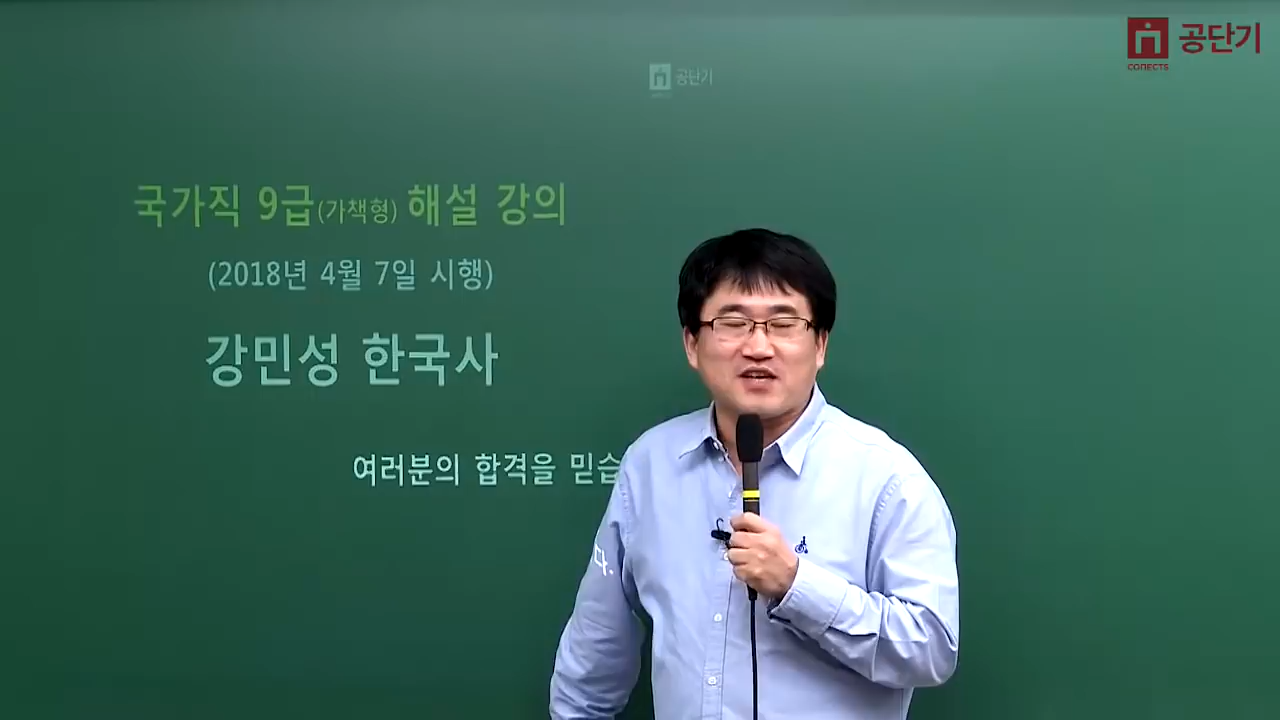 공단기
CONECTS
공단기
국가직 9급(가책형) 해설 강의
(2018년 4월 7일 시행)
강민성 한국사
여러분의 합격을 믿습
다.